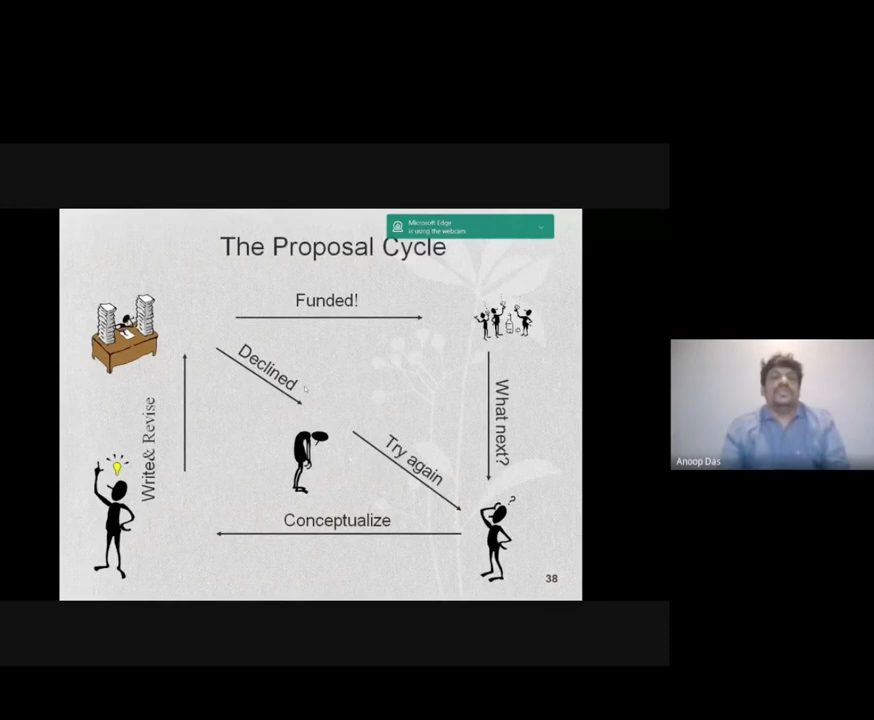 Microsoft Edge
is using the webcam
The Proposal Cycle
Funded!
Declined
What next?
Write& Revise
Try again
?
Conceptualize
38
Anoop Das